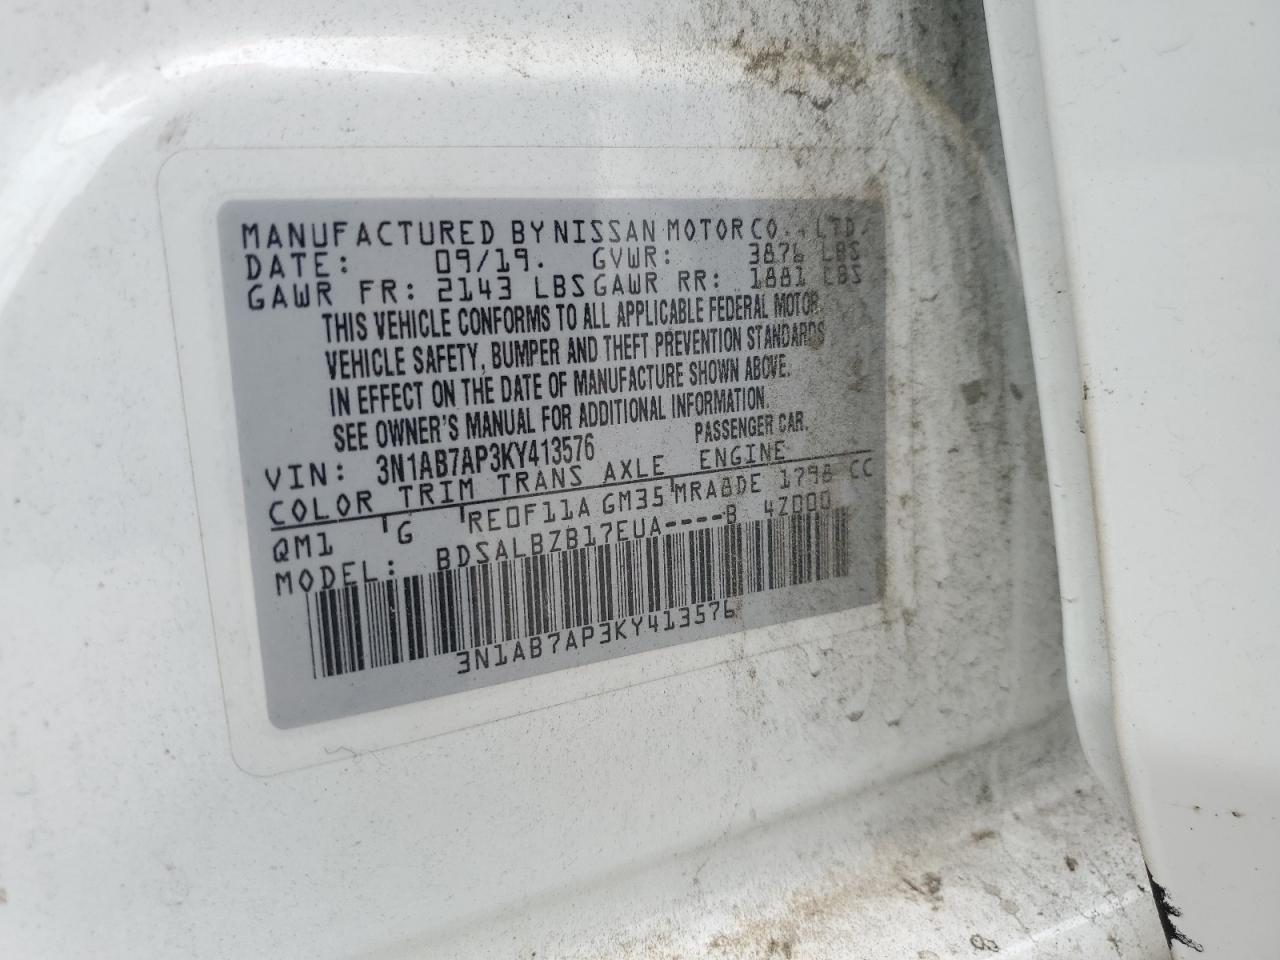 MANUFACTURED BY NISSAN MOTOR CO., LTD.
DATE: 09/19. GVWR: 3876 LBS
GAWR FR: 2143 LBS GAWR RR: 1881 LBS
THIS VEHICLE CONFORMS TO ALL APPLICABLE FEDERAL MOTOR
VEHICLE SAFETY, BUMPER AND THEFT PREVENTION STANDARDS
IN EFFECT ON THE DATE OF MANUFACTURE SHOWN ABOVE.
SEE OWNER'S MANUAL FOR ADDITIONAL INFORMATION.
VIN: 3N1AB7AP3KY413576 PASSENGER CAR.
COLOR TRIM TRANS AXLE ENGINE
QM1 G RE0F11A GM35 MRA8DE 1798 CC
MODEL: BDSALBZB17EUA----B 4Z000
3N1AB7AP3KY413576